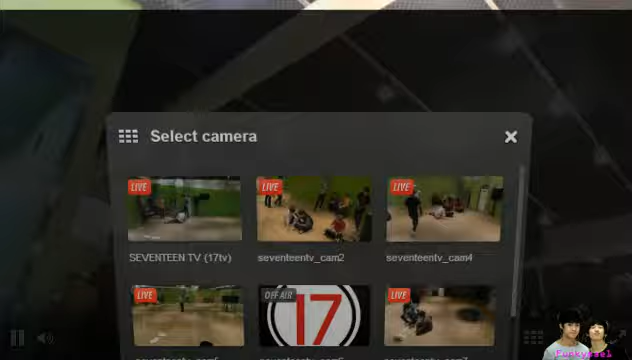 Select camera
LIVE
LIVE
LIVE
SEVENTEEN TV (17tv)
seventeentv_cam2
seventeentv_cam4
LIVE
OFF AIR
17
LIVE